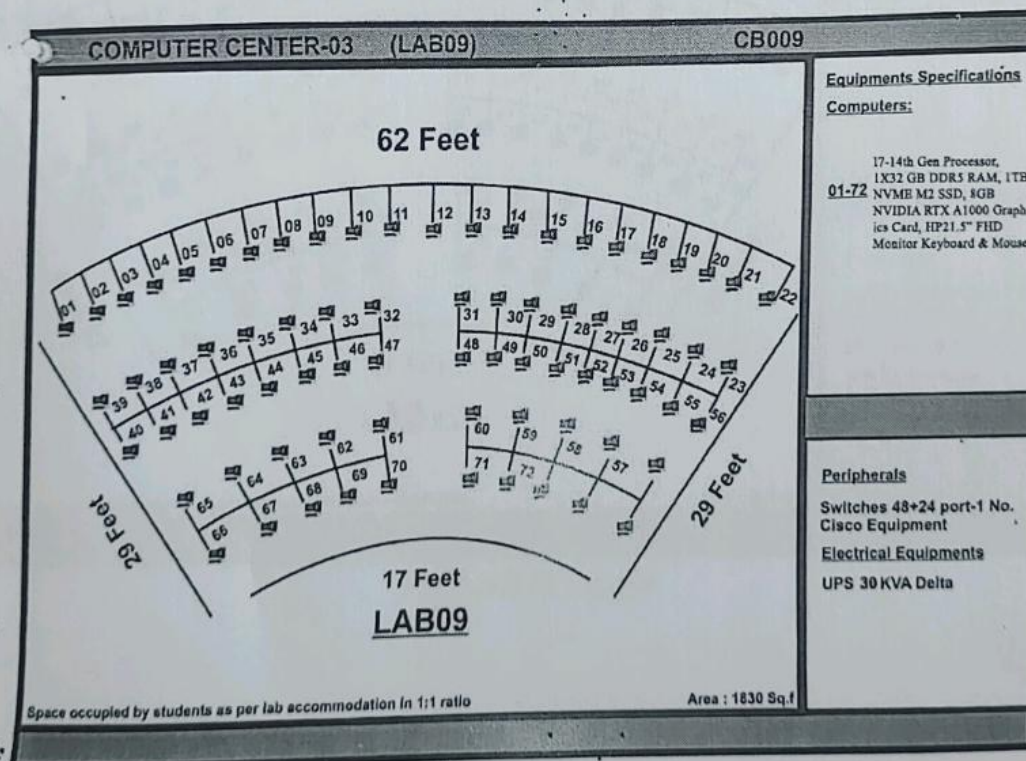 COMPUTER CENTER-03 (LAB09) CB009
62 Feet
01 02 03 04 05 06 07 08 09 10 11 12 13 14 15 16 17 18 19 20 21 22
39 38 37 36 35 34 33 32 31 30 29 28 27 26 25 24 23
40 41 42 43 44 45 46 47 48 49 50 51 52 53 54 55 56
65 64 63 62 61 60 59 58 57
66 67 68 69 70 71 72
29 Feet
29 Feet
17 Feet
LAB09
Space occupied by students as per lab accommodation in 1:1 ratio
Area : 1830 Sq.f
Equipments Specifications
Computers:
17-14th Gen Processor,
1X32 GB DDR5 RAM, 1TB
01-72 NVME M2 SSD, 8GB
NVIDIA RTX A1000 Graph
ics Card, HP21.5" FHD
Monitor Keyboard & Mouse
Peripherals
Switches 48+24 port-1 No.
Cisco Equipment
Electrical Equipments
UPS 30 KVA Delta